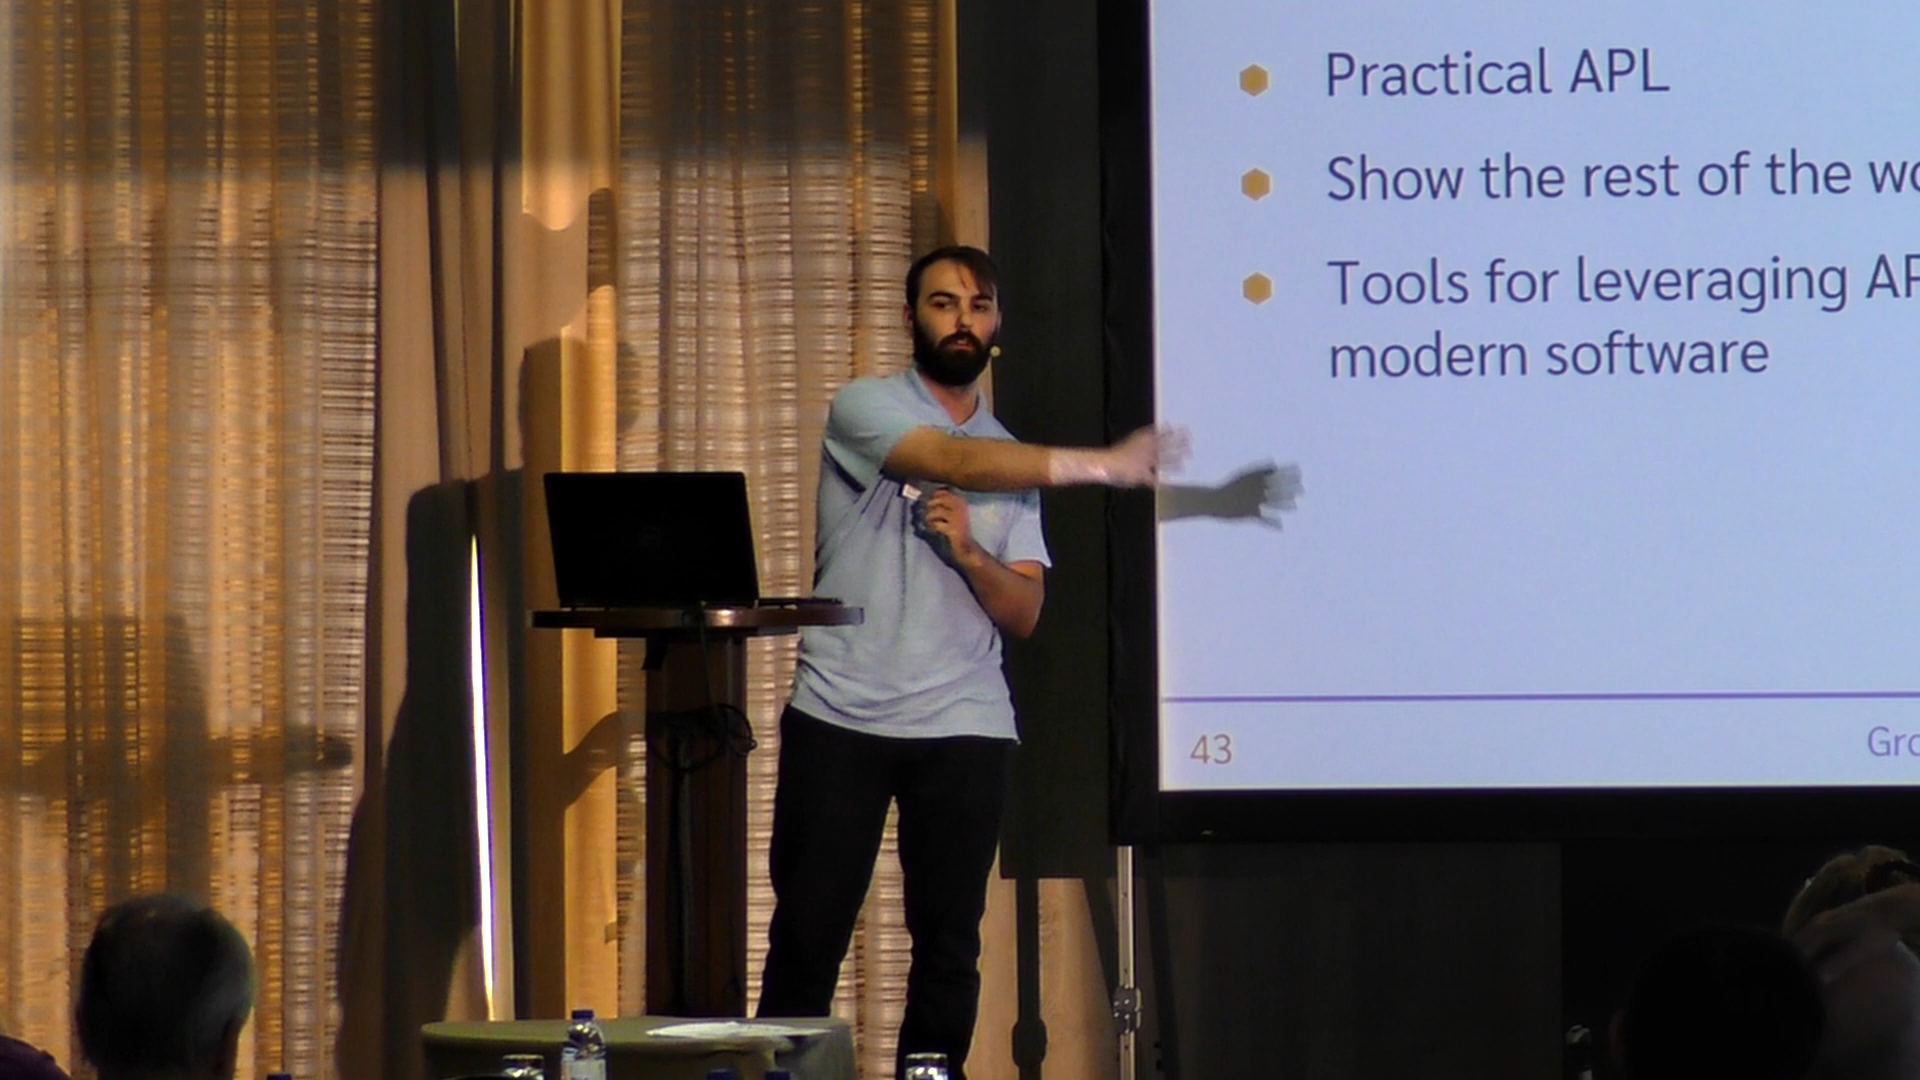 Practical APL
Show the rest of the
Tools for leveraging
modern software
43